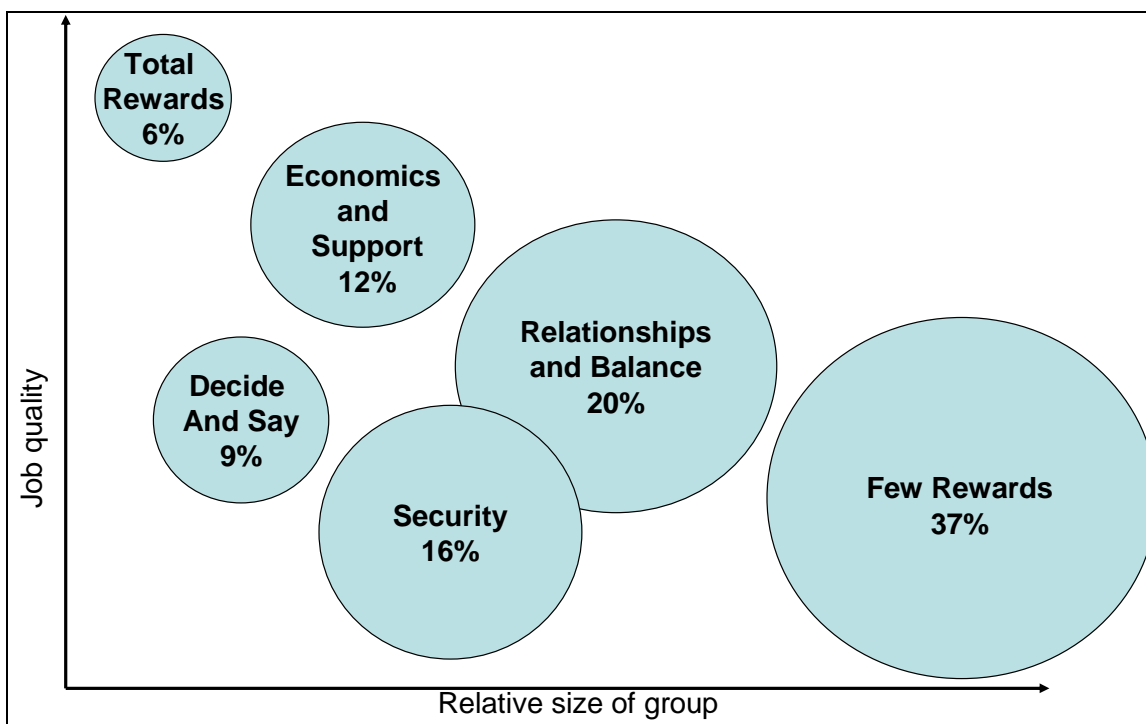 Total
Rewards
6%
Economics
and
Support
12%
Relationships
and Balance
20%
Decide
And Say
9%
Security
16%
Few Rewards
37%
Job quality
Relative size of group